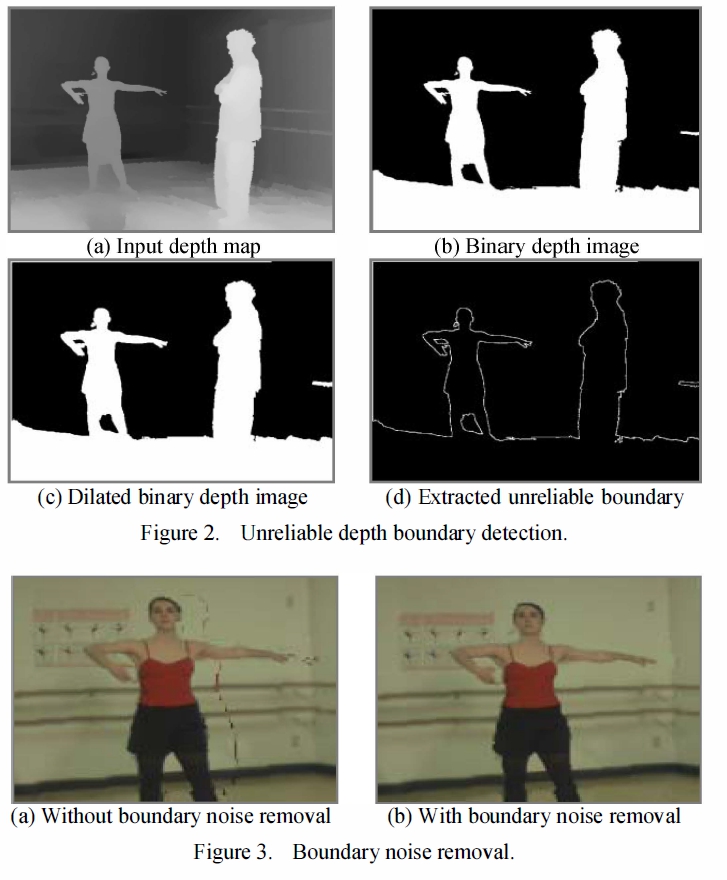 (a) Input depth map
(b) Binary depth image
(c) Dilated binary depth image
(d) Extracted unreliable boundary
Figure 2. Unreliable depth boundary detection.
(a) Without boundary noise removal
(b) With boundary noise removal
Figure 3. Boundary noise removal.